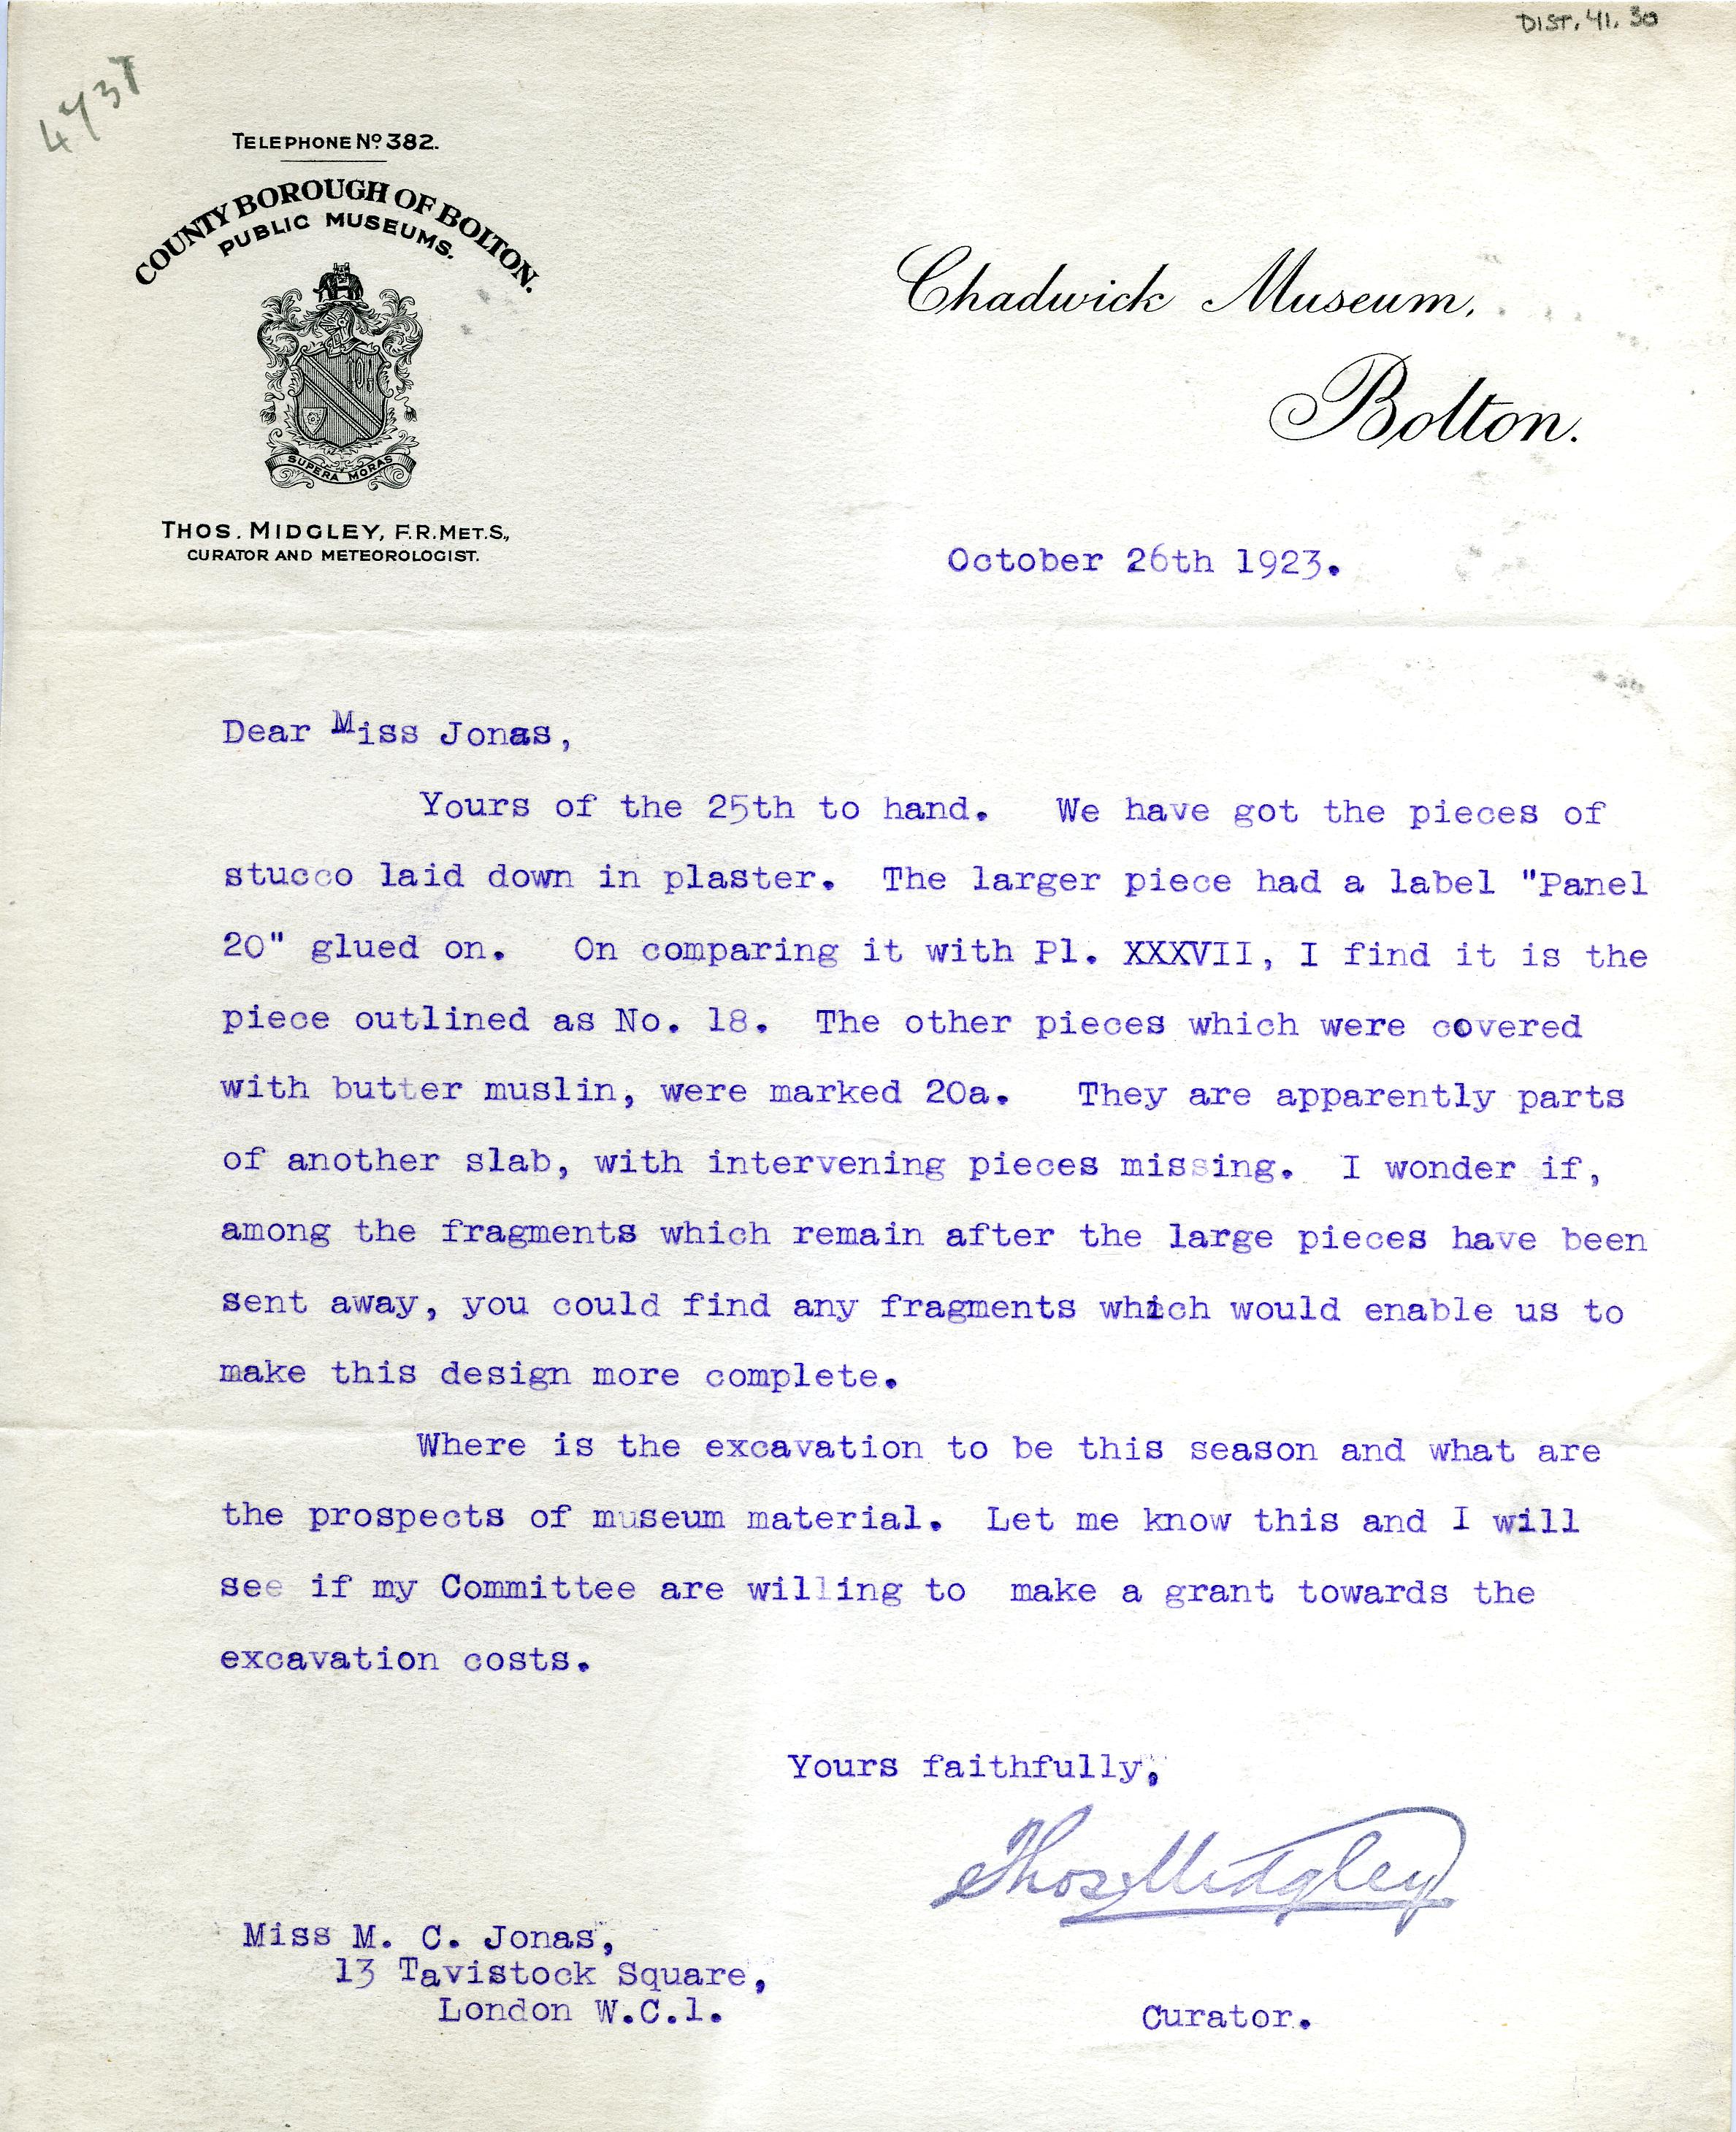 DIST. 41. 30
TELEPHONE Nº 382.
COUNTY BOROUGH OF BOLTON.
PUBLIC MUSEUMS.
SUPERA MORAS
THOS. MIDGLEY, F.R.MET.S.,
CURATOR AND METEOROLOGIST.
Chadwick Museum,
Bolton.
October 26th 1923.
Dear Miss Jonas,
Yours of the 25th to hand. We have got the pieces of
stucco laid down in plaster. The larger piece had a label "Panel
20" glued on. On comparing it with Pl. XXXVII, I find it is the
piece outlined as No. 18. The other pieces which were covered
with butter muslin, were marked 20a. They are apparently parts
of another slab, with intervening pieces missing. I wonder if,
among the fragments which remain after the large pieces have been
sent away, you could find any fragments which would enable us to
make this design more complete.
Where is the excavation to be this season and what are
the prospects of museum material. Let me know this and I will
see if my Committee are willing to make a grant towards the
excavation costs.
Yours faithfully,
Thos Midgley
Miss M. C. Jonas,
13 Tavistock Square,
London W.C.1.
Curator.